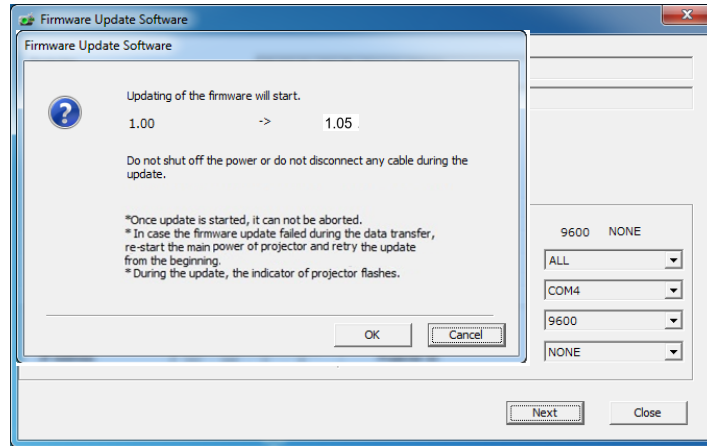 Firmware Update Software
Firmware Update Software
Updating of the firmware will start.
1.00 -> 1.05
Do not shut off the power or do not disconnect any cable during the
update.
*Once update is started, it can not be aborted.
* In case the firmware update failed during the data transfer,
re-start the main power of projector and retry the update
from the beginning.
* During the update, the indicator of projector flashes.
OK Cancel
9600 NONE
ALL
COM4
9600
NONE
Next Close